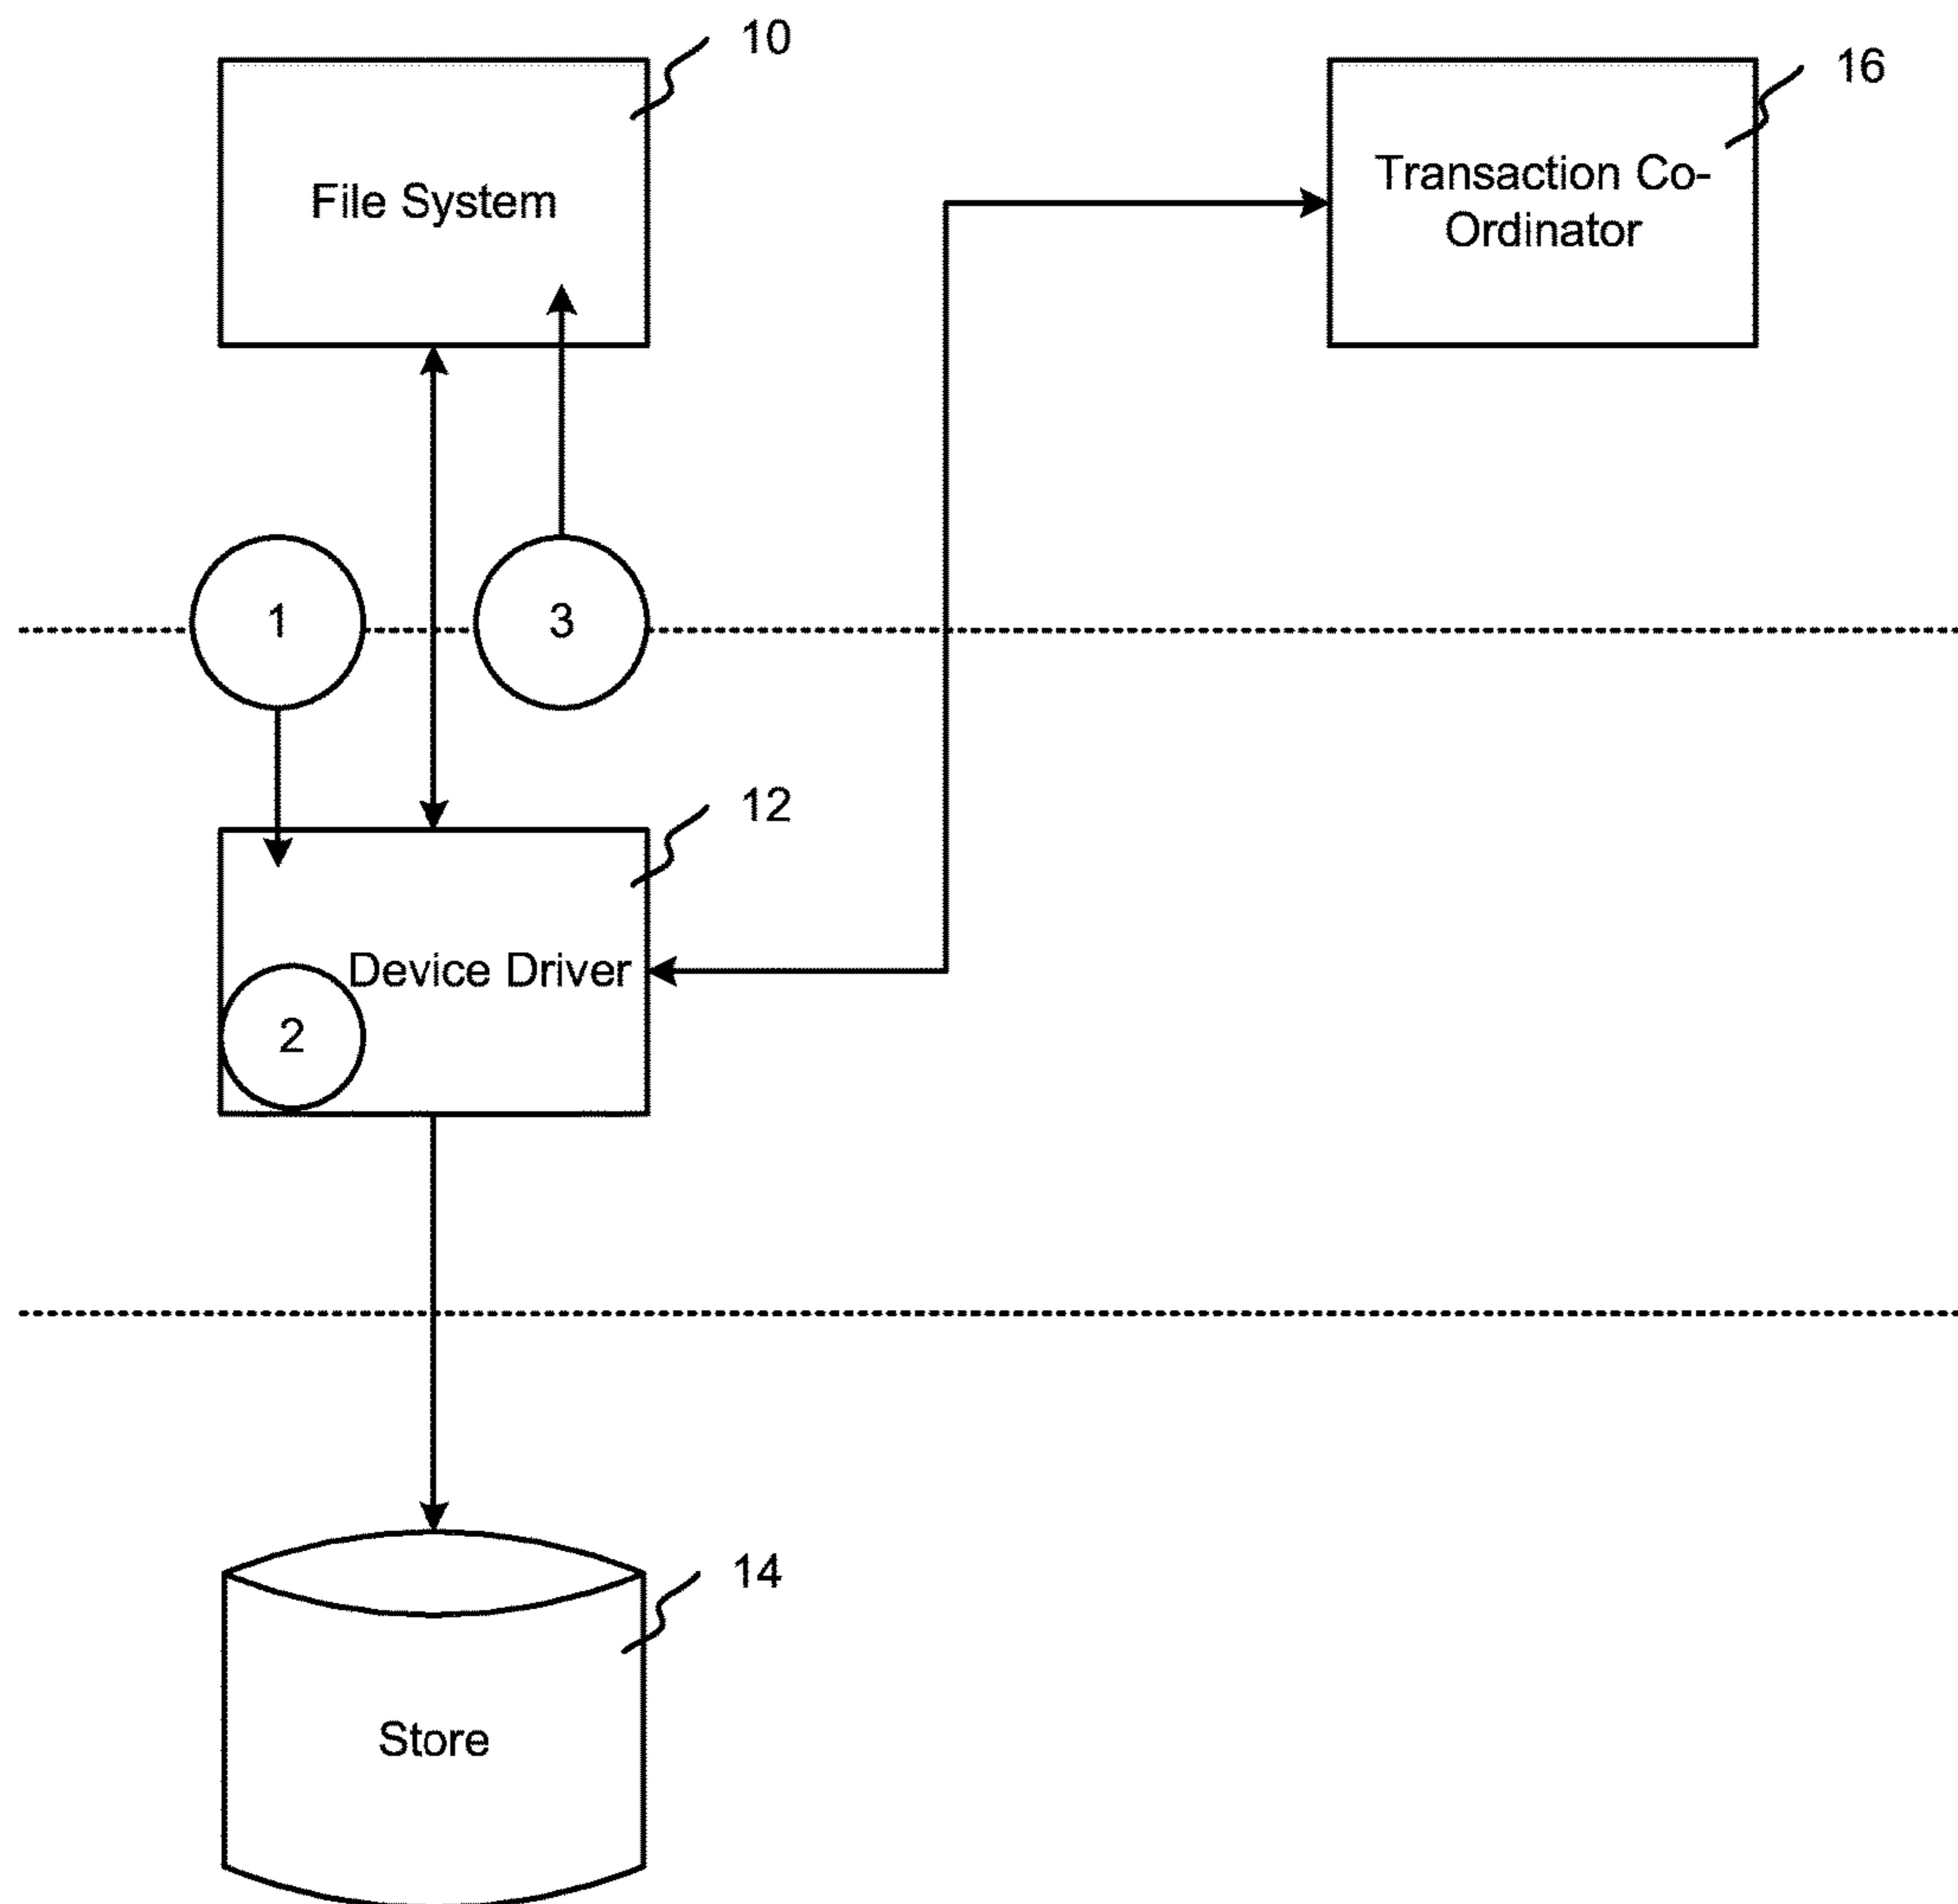 10
16
File System
Transaction Co-
Ordinator
1
3
12
Device Driver
2
14
Store